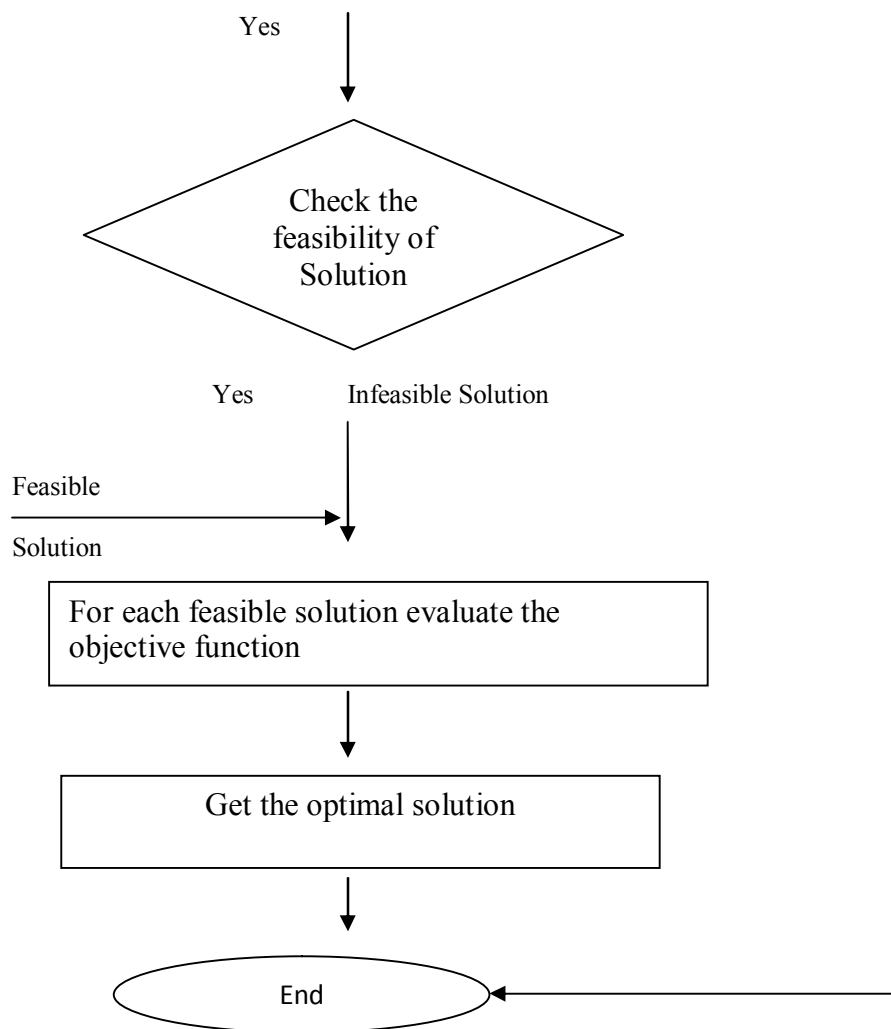 Yes
Check the
feasibility of
Solution
Yes Infeasible Solution
Feasible
Solution
For each feasible solution evaluate the
objective function
Get the optimal solution
End